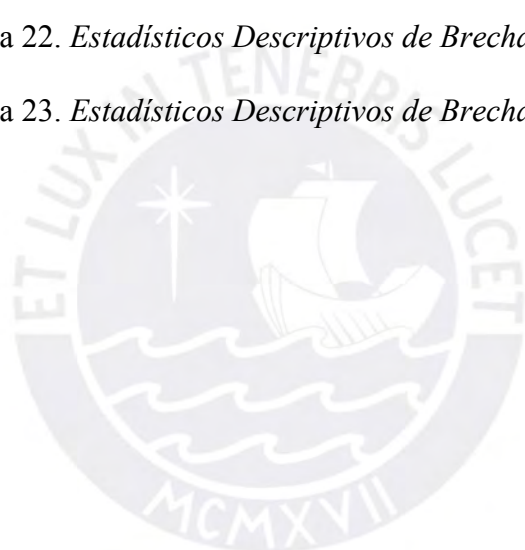 a 22. Estadísticos Descriptivos de Brecha
a 23. Estadísticos Descriptivos de Brecha
ET LUX IN TENEBRIS LUCET
MCMXVII